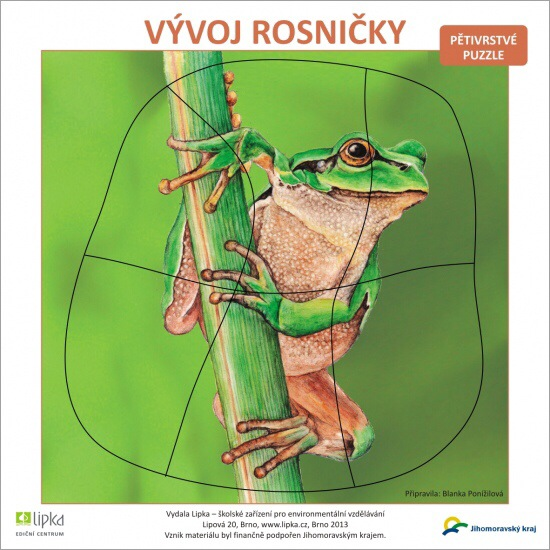 VÝVOJ ROSNIČKY
PĚTIVRSTVÉ
PUZZLE
Připravila: Blanka Ponížilová
Vydala Lipka – školské zařízení pro environmentální vzdělávání
Lipová 20, Brno, www.lipka.cz, Brno 2013
Vznik materiálu byl finančně podpořen Jihomoravským krajem.
lipka
EDIČNÍ CENTRUM
Jihomoravský kraj